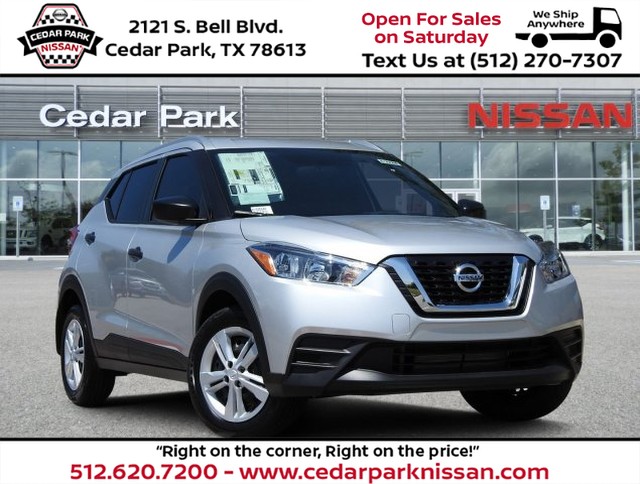 CEDAR PARK
NISSAN
2121 S. Bell Blvd.
Cedar Park, TX 78613
Open For Sales
on Saturday
We Ship
Anywhere
Text Us at (512) 270-7307
Cedar Park
NISSAN
NISSAN
“Right on the corner, Right on the price!”
512.620.7200 - www.cedarparknissan.com